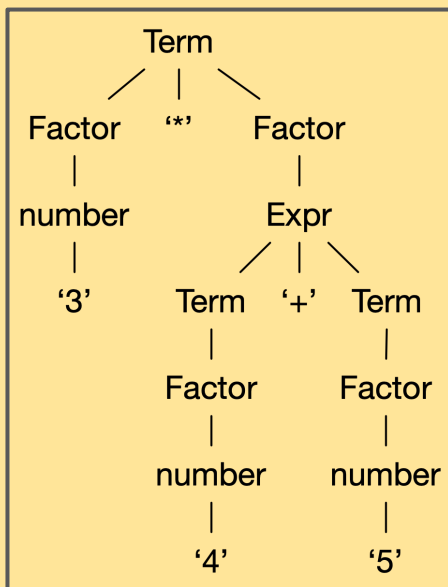 Term
Factor ‘*’ Factor
number Expr
‘3’ Term ‘+’ Term
Factor Factor
number number
‘4’ ‘5’